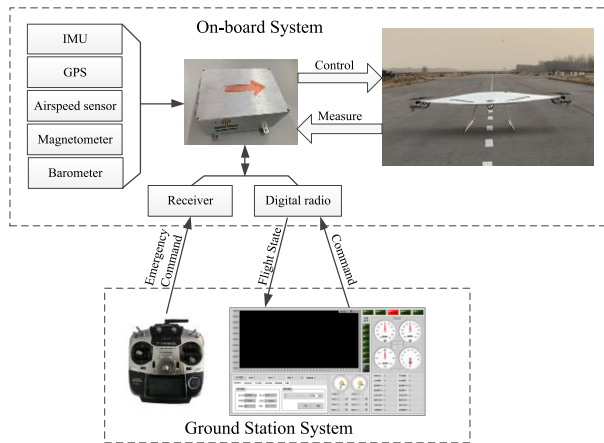 On-board System
IMU
GPS
Airspeed sensor
Magnetometer
Barometer
Control
Measure
Receiver
Digital radio
Emergency
Command
Flight State
Command
Ground Station System